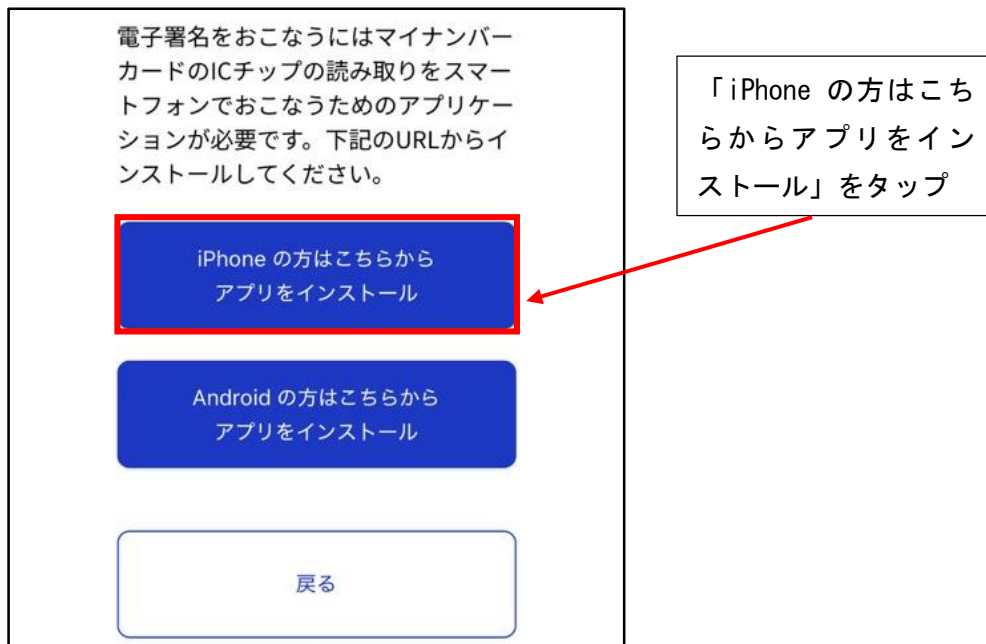 電子署名をおこなうにはマイナンバー
カードのICチップの読み取りをスマー
トフォンでおこなうためのアプリケー
ションが必要です。下記のURLからイ
ンストールしてください。
iPhone の方はこちらから
アプリをインストール
Android の方はこちらから
アプリをインストール
戻る
「iPhone の方はこち
らからアプリをイン
ストール」をタップ